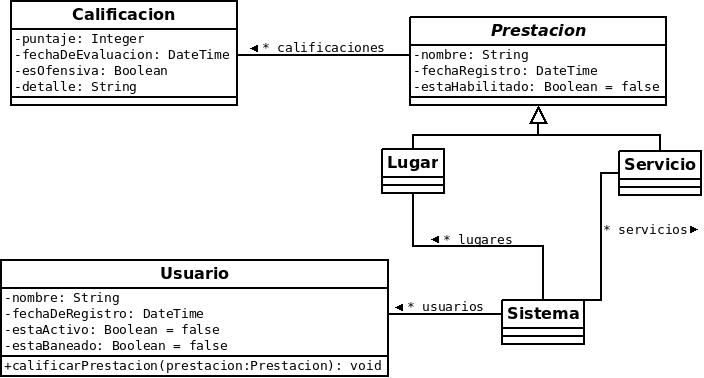 Calificacion
-puntaje: Integer
-fechaDeEvaluacion: DateTime
-esOfensiva: Boolean
-detalle: String
* calificaciones
Prestacion
-nombre: String
-fechaRegistro: DateTime
-estaHabilitado: Boolean = false
Lugar
Servicio
* servicios
* lugares
Usuario
-nombre: String
-fechaDeRegistro: DateTime
-estaActivo: Boolean = false
-estaBaneado: Boolean = false
+calificarPrestacion(prestacion:Prestacion): void
* usuarios
Sistema